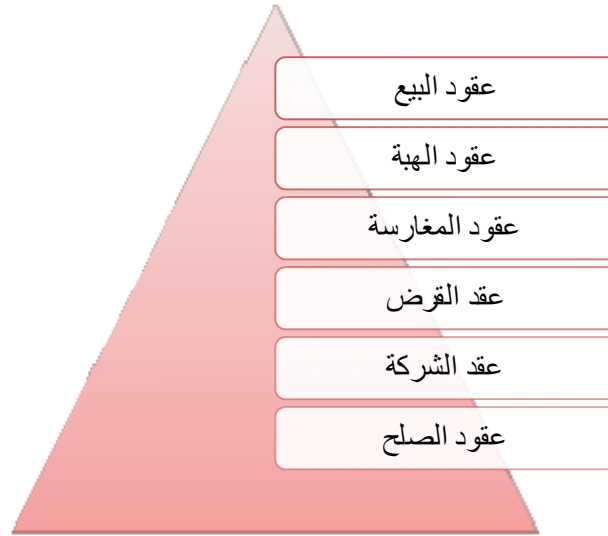 عقود البيع
عقود الهبة
عقود المغارسة
عقد القرض
عقد الشركة
عقود الصلح